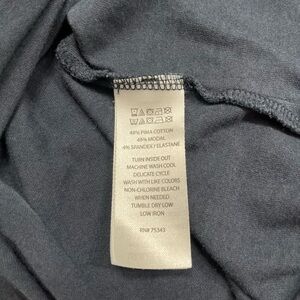 48% PIMA COTTON
48% MODAL
4% SPANDEX/ELASTANE
TURN INSIDE OUT
MACHINE WASH COOL
DELICATE CYCLE
WASH WITH LIKE COLORS
NON-CHLORINE BLEACH
WHEN NEEDED
TUMBLE DRY LOW
LOW IRON
RN# 75343